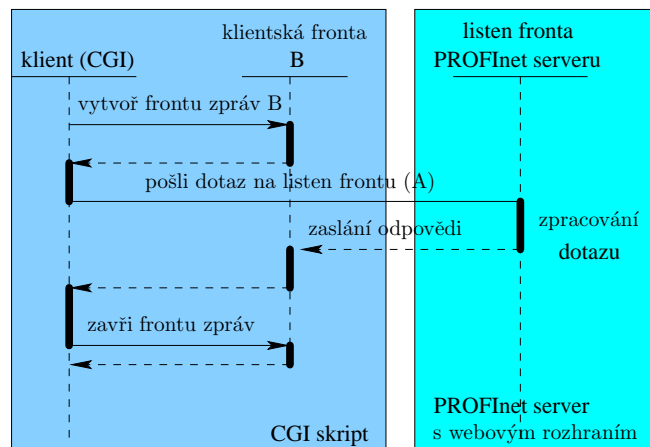 klientská fronta
klient (CGI)
B
listen fronta
PROFInet serveru
vytvoř frontu zpráv B
pošli dotaz na listen frontu (A)
zaslání odpovědi
zpracování
dotazu
zavři frontu zpráv
CGI skript
PROFInet server
s webovým rozhraním